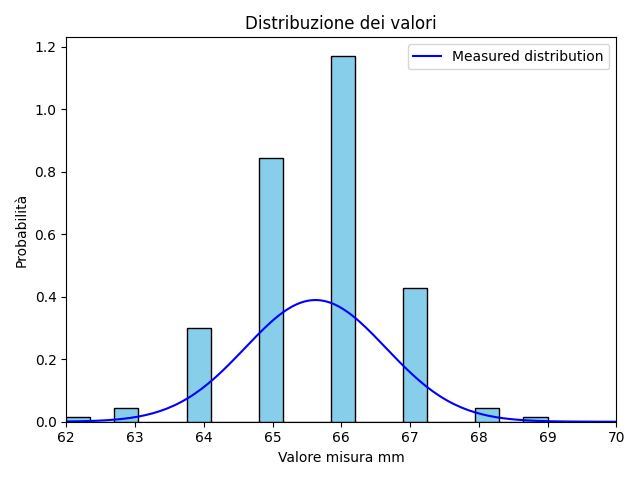 Distribuzione dei valori
Measured distribution
Probabilità
1.2
1.0
0.8
0.6
0.4
0.2
0.0
62 63 64 65 66 67 68 69 70
Valore misura mm